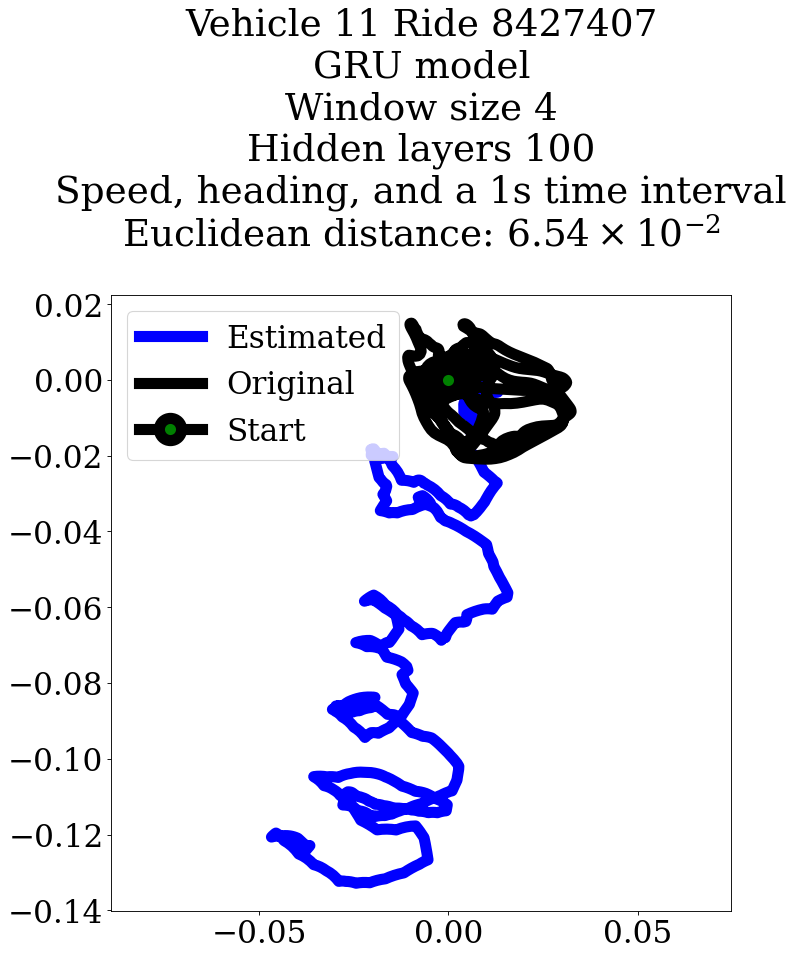 Vehicle 11 Ride 8427407
GRU model
Window size 4
Hidden layers 100
Speed, heading, and a 1s time interval
Euclidean distance: 6.54 × 10⁻²
Estimated
Original
Start
0.02
0.00
−0.02
−0.04
−0.06
−0.08
−0.10
−0.12
−0.14
−0.05
0.00
0.05